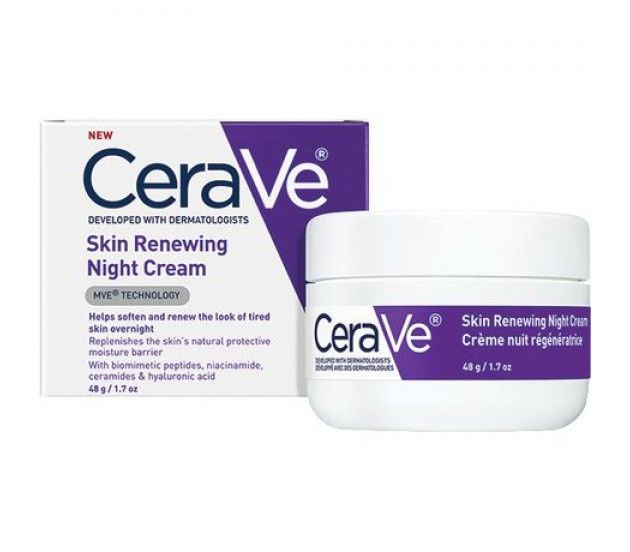 NEW
CeraVe®
DEVELOPED WITH DERMATOLOGISTS
Skin Renewing
Night Cream
MVE® TECHNOLOGY
Helps soften and renew the look of tired
skin overnight
Replenishes the skin's natural protective
moisture barrier
With biomimetic peptides, niacinamide,
ceramides & hyaluronic acid
48 g / 1.7 oz
CeraVe®
DEVELOPED WITH DERMATOLOGISTS
DÉVELOPPÉ AVEC DES DERMATOLOGUES
Skin Renewing Night Cream
Crème nuit régénératrice
48 g / 1.7 oz